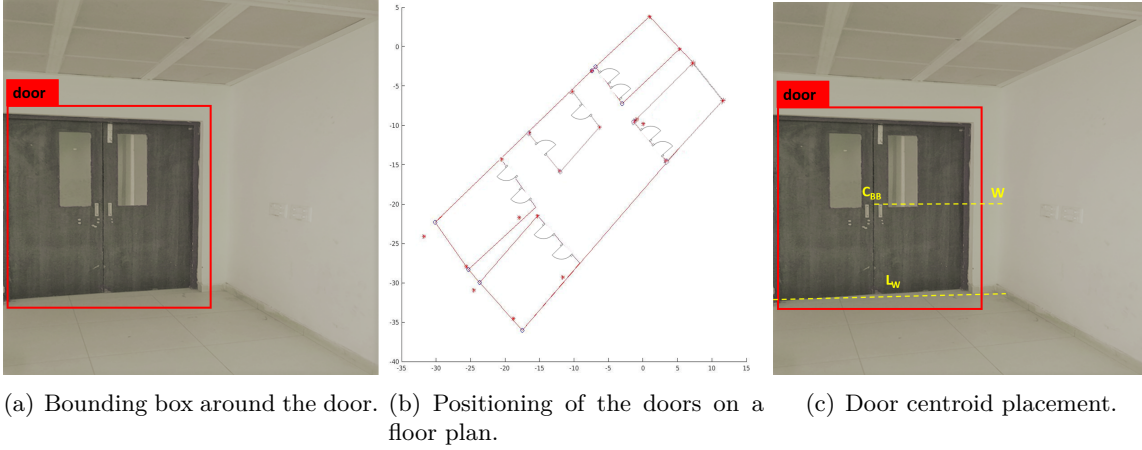 door
5
0
-5
-10
-15
-20
-25
-30
-35
-40
-35 -30 -25 -20 -15 -10 -5 0 5 10 15
door
C_BB
W
L_W
(a) Bounding box around the door.
(b) Positioning of the doors on a
floor plan.
(c) Door centroid placement.